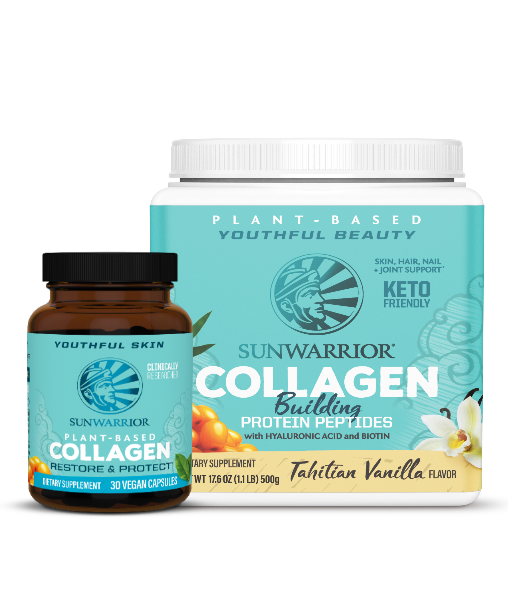 PLANT-BASED
YOUTHFUL BEAUTY
SKIN, HAIR, NAIL
+ JOINT SUPPORT
KETO
FRIENDLY
SUNWARRIOR®
COLLAGEN
Building
PROTEIN PEPTIDES
with HYALURONIC ACID and BIOTIN
DIETARY SUPPLEMENT
WT 17.6 OZ (1.1 LB) 500g
Tahitian Vanilla FLAVOR
YOUTHFUL SKIN
CLINICALLY
RESEARCHED
SUNWARRIOR
PLANT-BASED
COLLAGEN
RESTORE & PROTECT
DIETARY SUPPLEMENT 30 VEGAN CAPSULES